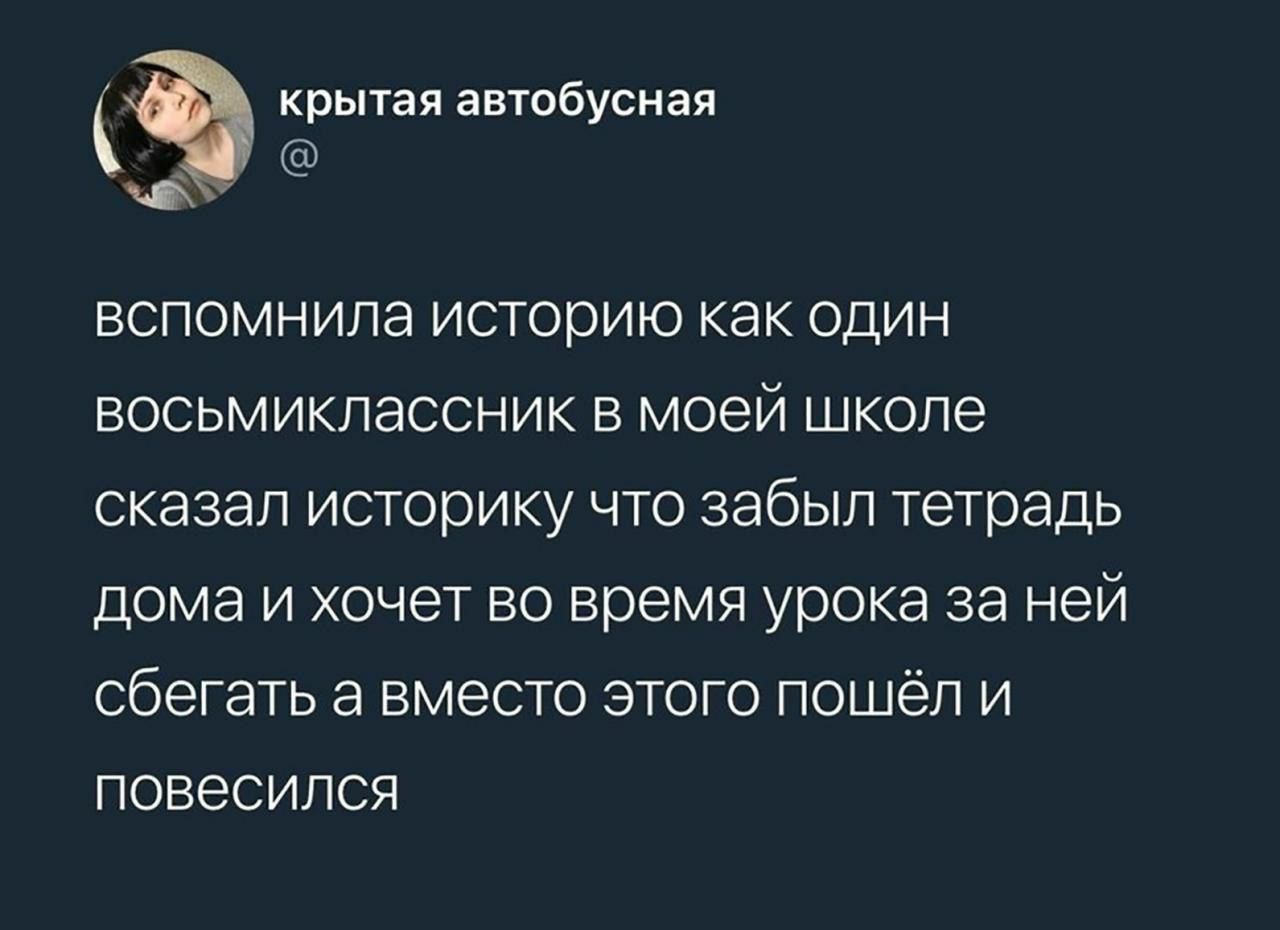 крытая автобусная
@
вспомнила историю как один
восьмиклассник в моей школе
сказал историку что забыл тетрадь
дома и хочет во время урока за ней
сбегать а вместо этого пошёл и
повесился